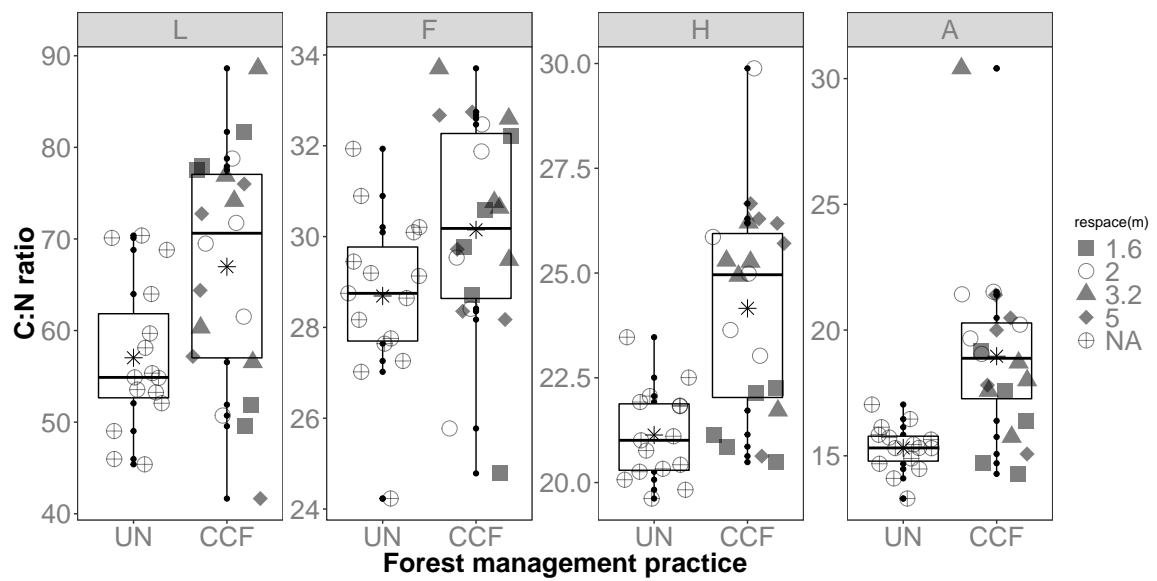 L
F
H
A
C:N ratio
90
80
70
60
50
40
34
32
30
28
26
24
30.0
27.5
25.0
22.5
20.0
30
25
20
15
UN
CCF
UN
CCF
UN
CCF
UN
CCF
Forest management practice
respace(m)
1.6
2
3.2
5
NA